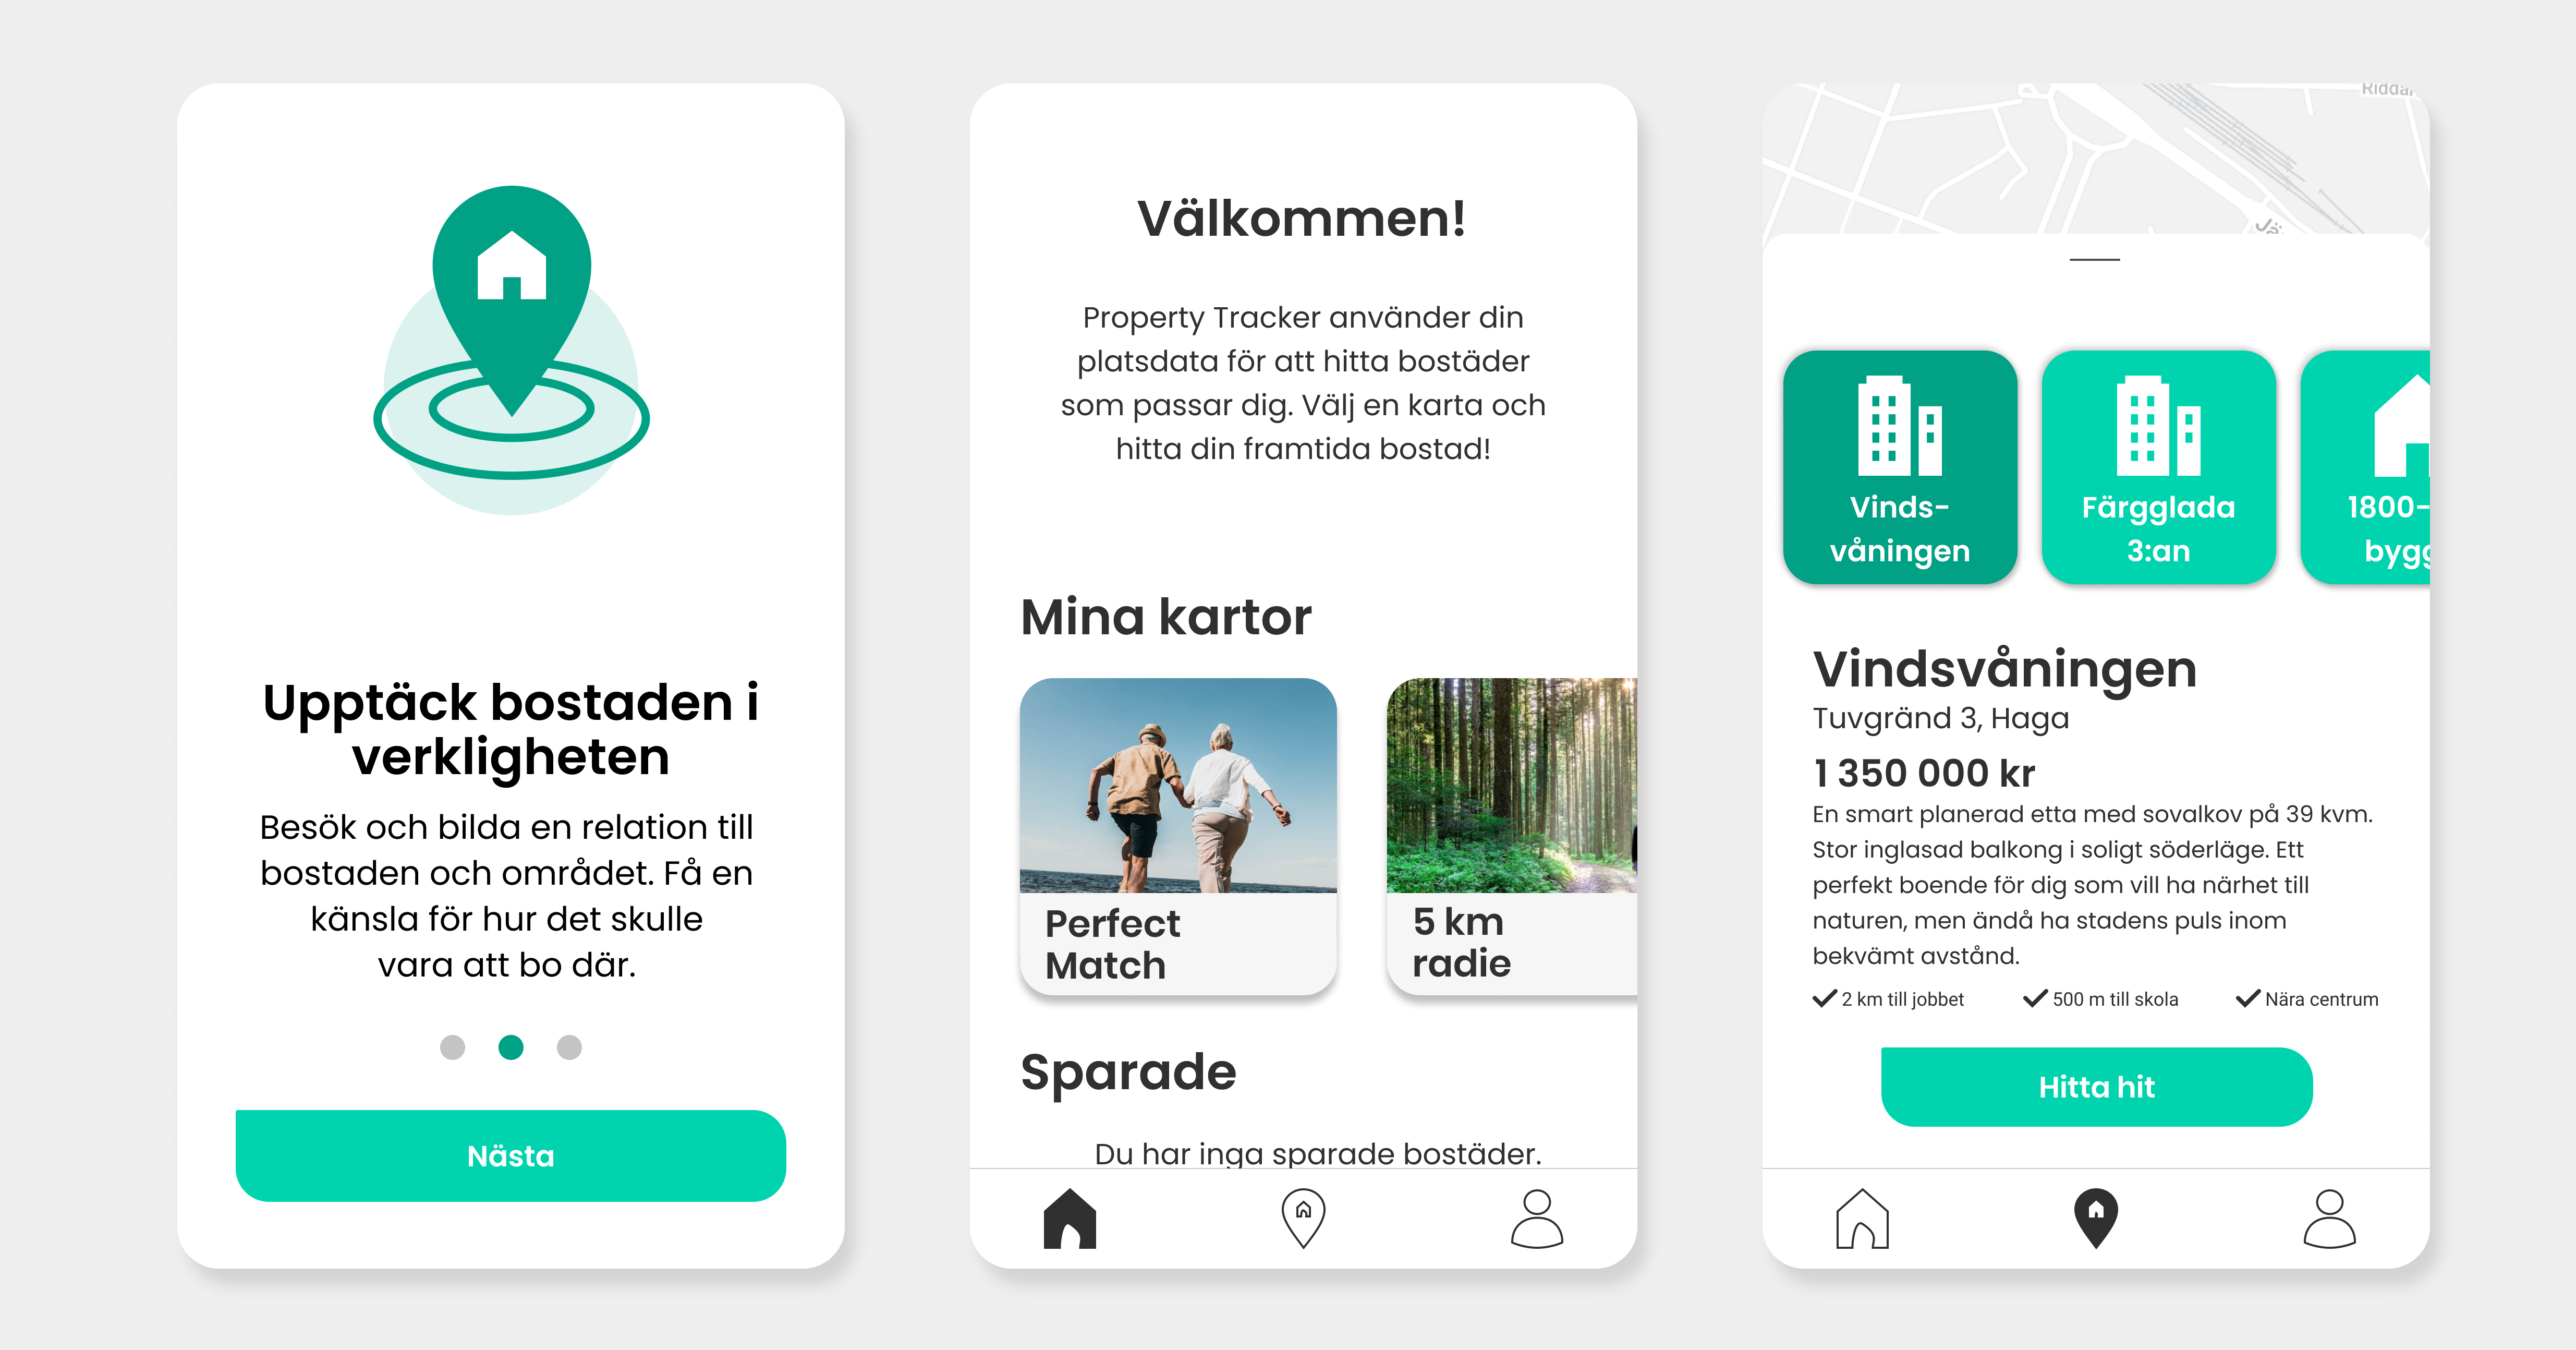 Upptäck bostaden i
verkligheten
Besök och bilda en relation till
bostaden och området. Få en
känsla för hur det skulle
vara att bo där.
Nästa
Välkommen!
Property Tracker använder din
platsdata för att hitta bostäder
som passar dig. Välj en karta och
hitta din framtida bostad!
Mina kartor
Perfect
Match
5 km
radie
Sparade
Du har inga sparade bostäder.
Vinds-
våningen
Färgglada
3:an
1800-
Vindsvåningen
Tuvgränd 3, Haga
1 350 000 kr
En smart planerad etta med sovalkov på 39 kvm.
Stor inglasad balkong i soligt söderläge. Ett
perfekt boende för dig som vill ha närhet till
naturen, men ändå ha stadens puls inom
bekvämt avstånd.
2 km till jobbet
500 m till skola
Nära centrum
Hitta hit